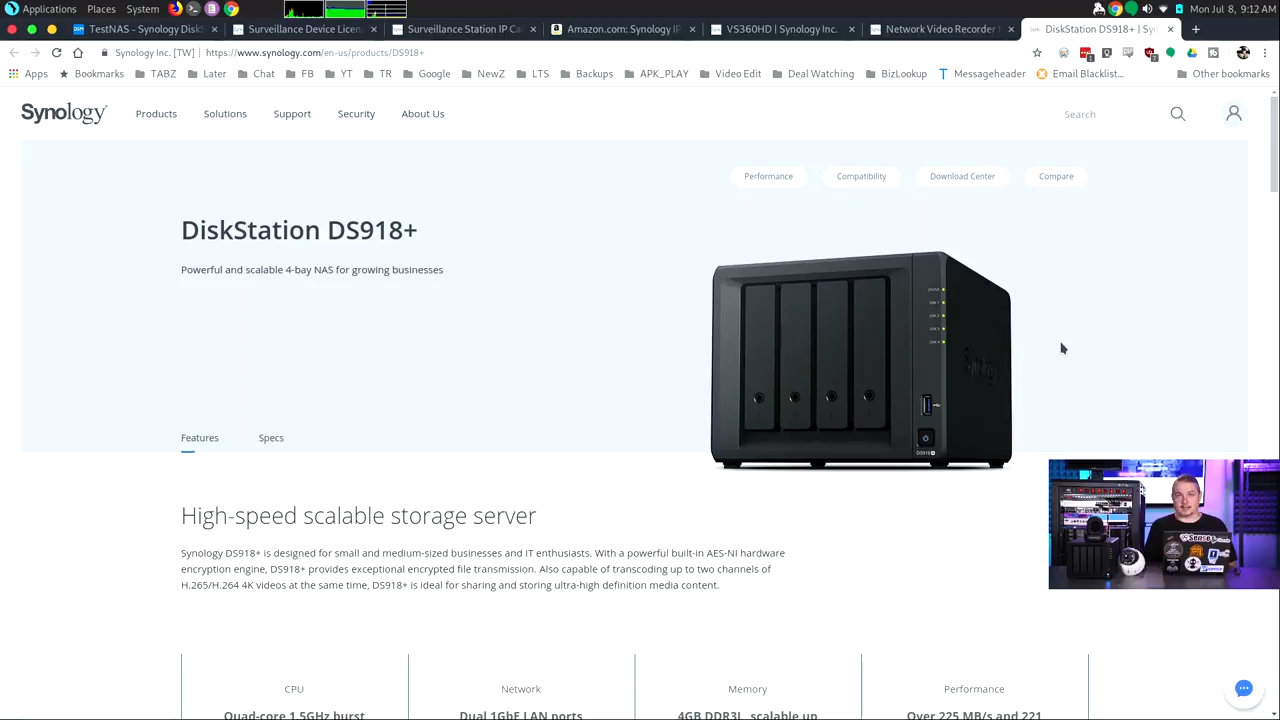 Applications Places System
Mon Jul 8, 9:12 AM
TestNAS - Synology DiskS
Surveillance Device Licen
Surveillance Station IP Ca
Amazon.com: Synology IP
VS360HD | Synology Inc.
Network Video Recorder
DiskStation DS918+ | Sy
Synology Inc. [TW] | https://www.synology.com/en-us/products/DS918+
Apps Bookmarks TABZ Later Chat FB YT TR Google NewZ LTS Backups APK_PLAY Video Edit Deal Watching BizLookup Messageheader Email Blacklist... Other bookmarks
Synology Products Solutions Support Security About Us Search
Performance Compatibility Download Center Compare
DiskStation DS918+
Powerful and scalable 4-bay NAS for growing businesses
DS918+
Features Specs
High-speed scalable storage server
Synology DS918+ is designed for small and medium-sized businesses and IT enthusiasts. With a powerful built-in AES-NI hardware
encryption engine, DS918+ provides exceptional encrypted file transmission. Also capable of transcoding up to two channels of
H.265/H.264 4K videos at the same time, DS918+ is ideal for sharing and storing ultra-high definition media content.
CPU Network Memory Performance
Quad-core 1.5GHz burst Dual 1GbE LAN ports 4GB DDR3L, scalable up Over 225 MB/s and 221